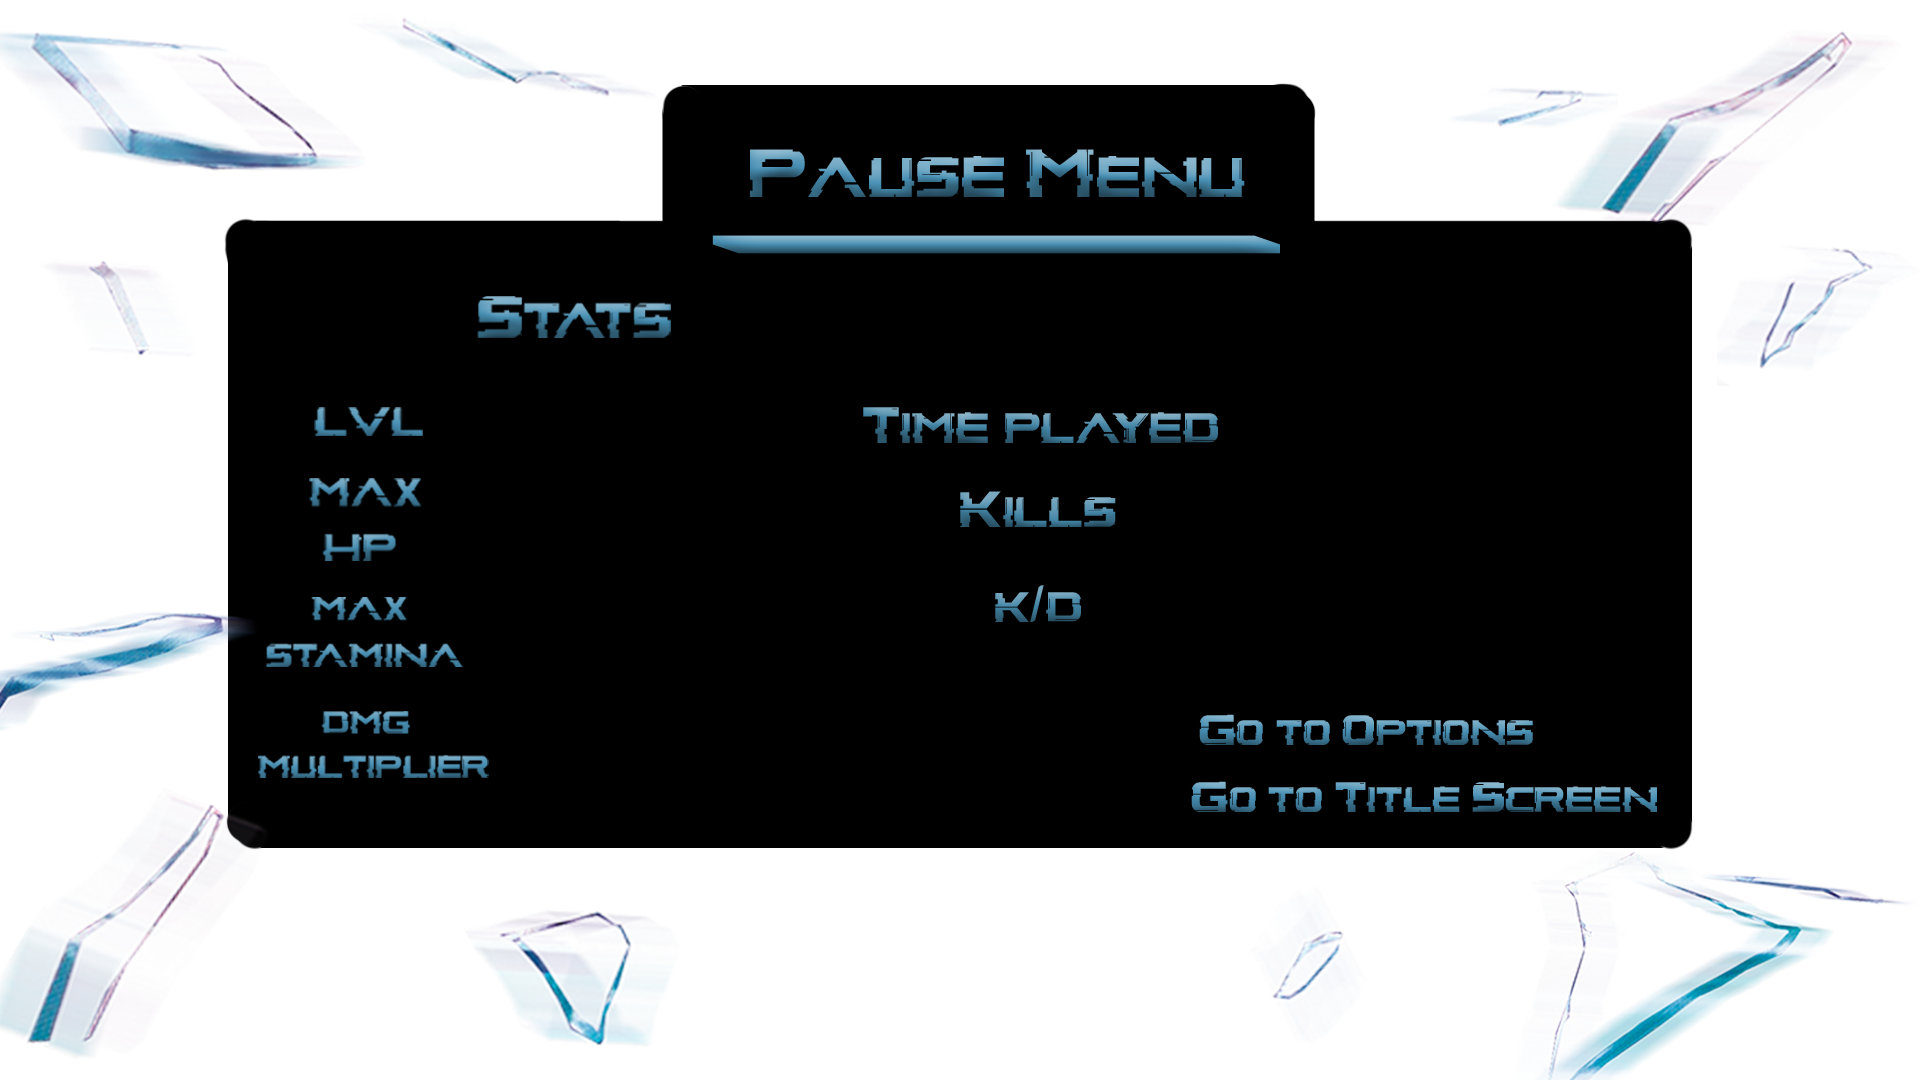 Pause Menu
Stats
LVL
MAX
HP
MAX
STAMINA
DMG
MULTIPLIER
Time played
Kills
K/D
Go to Options
Go to Title Screen